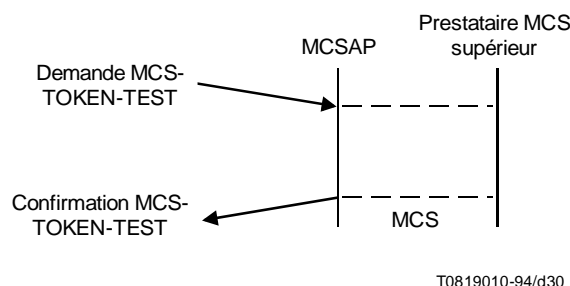 Prestataire MCS
supérieur
MCSAP
Demande MCS-
TOKEN-TEST
Confirmation MCS-
TOKEN-TEST
MCS
T0819010-94/d30